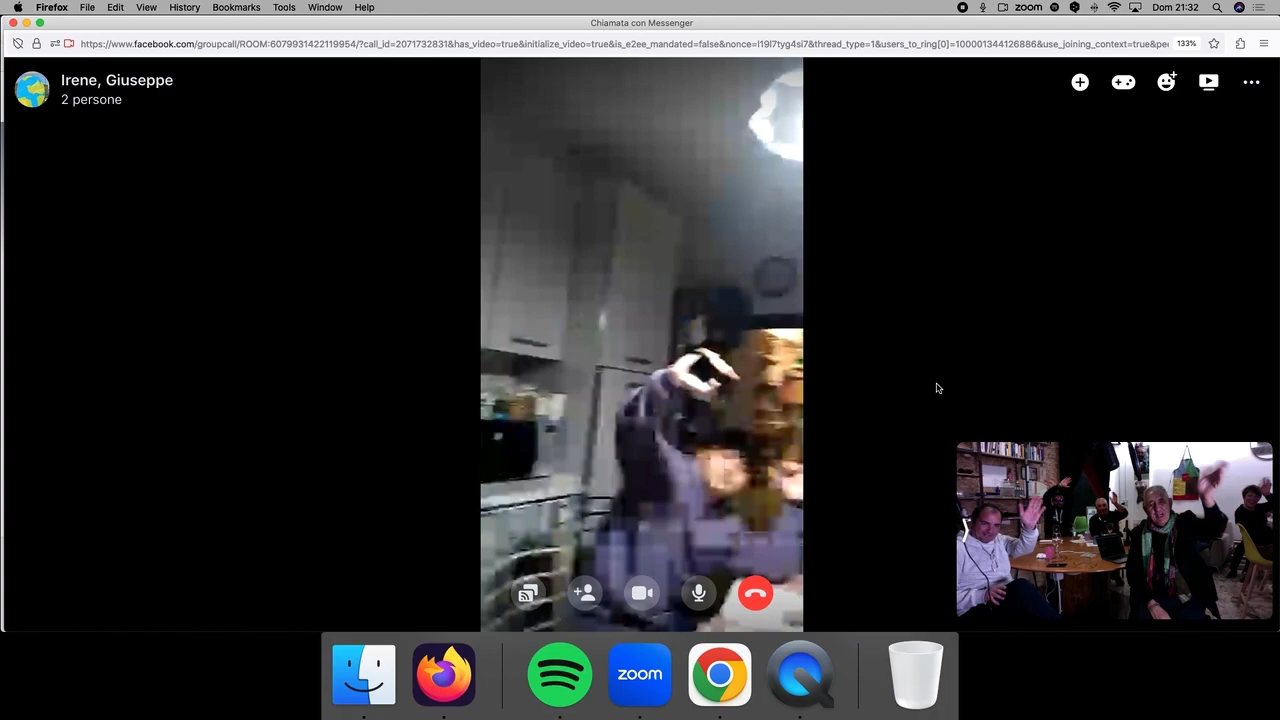 Firefox File Edit View History Bookmarks Tools Window Help zoom Dom 21:32
Chiamata con Messenger
https://www.facebook.com/groupcall/ROOM:6079931422119954/?call_id=2071732831&has_video=true&initialize_video=true&is_e2ee_mandated=false&nonce=l19l7tyg4si7&thread_type=1&users_to_ring[0]=100001344126886&use_joining_context=true&pee 133%
Irene, Giuseppe
2 persone
zoom